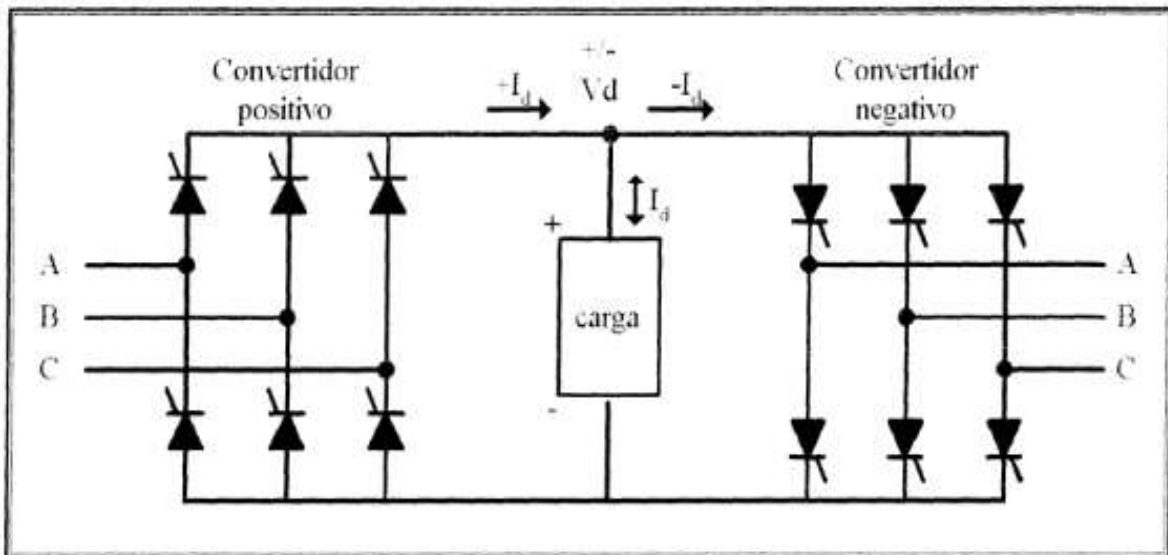 Convertidor
positivo
+I_d
+/-
Vd
-I_d
Convertidor
negativo
I_d
+
A
B
C
carga
-
A
B
C